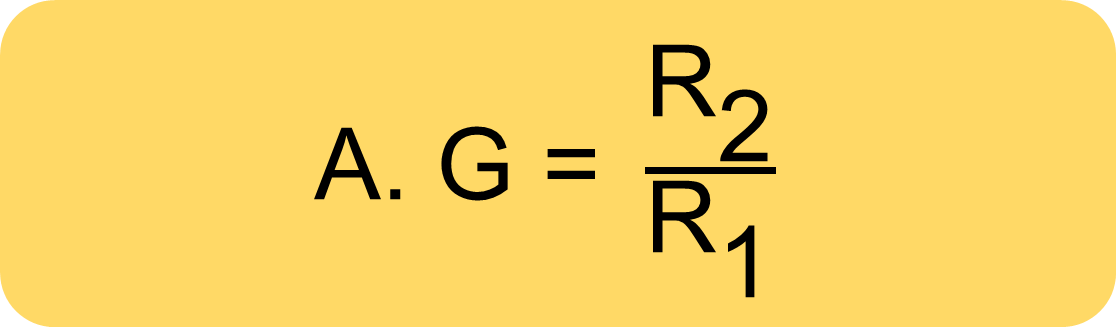 A. G = R₂/R₁